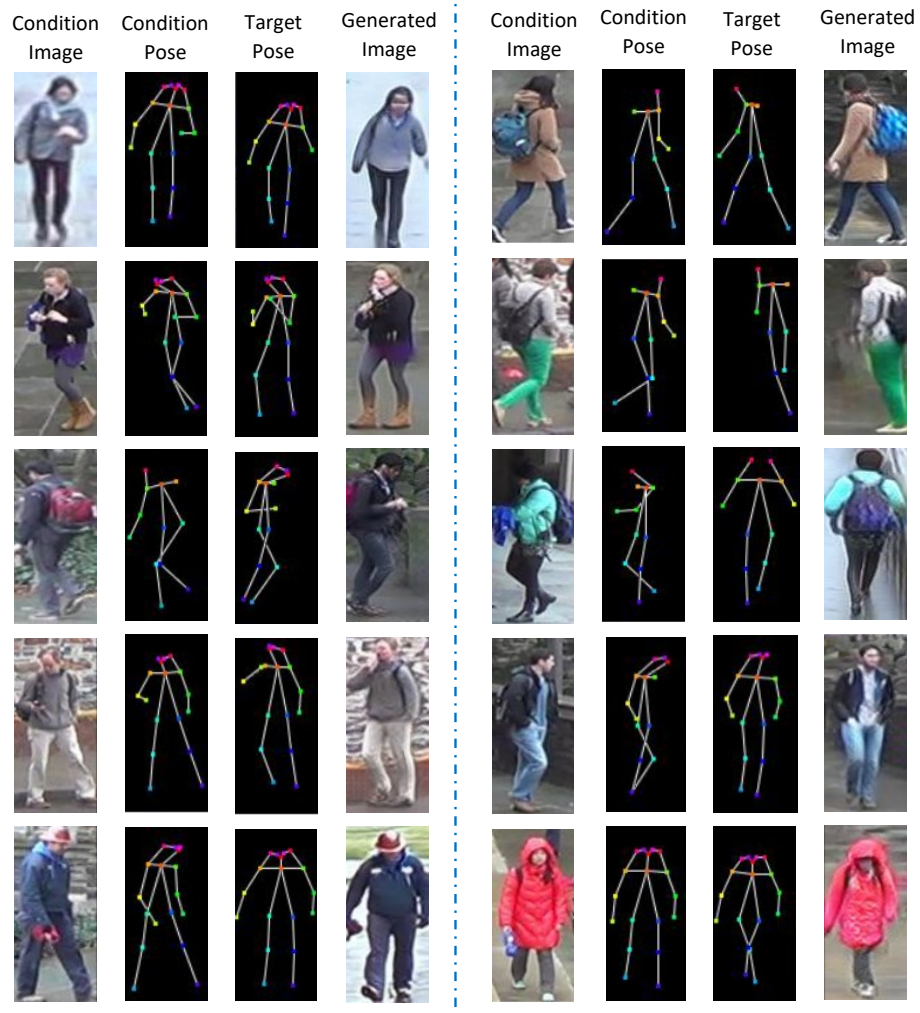 Condition Image
Condition Pose
Target Pose
Generated Image
Condition Image
Condition Pose
Target Pose
Generated Image